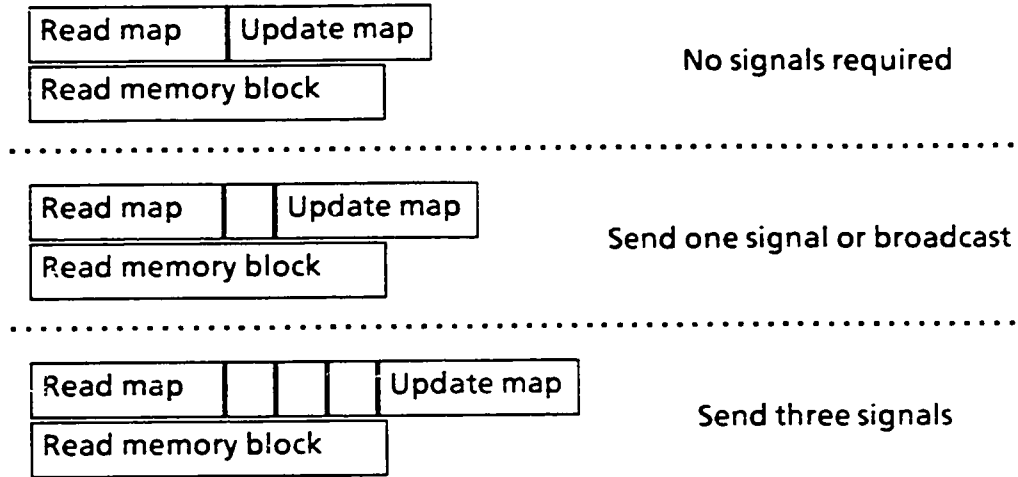 Read map Update map
No signals required
Read memory block
Read map Update map
Send one signal or broadcast
Read memory block
Read map Update map
Send three signals
Read memory block